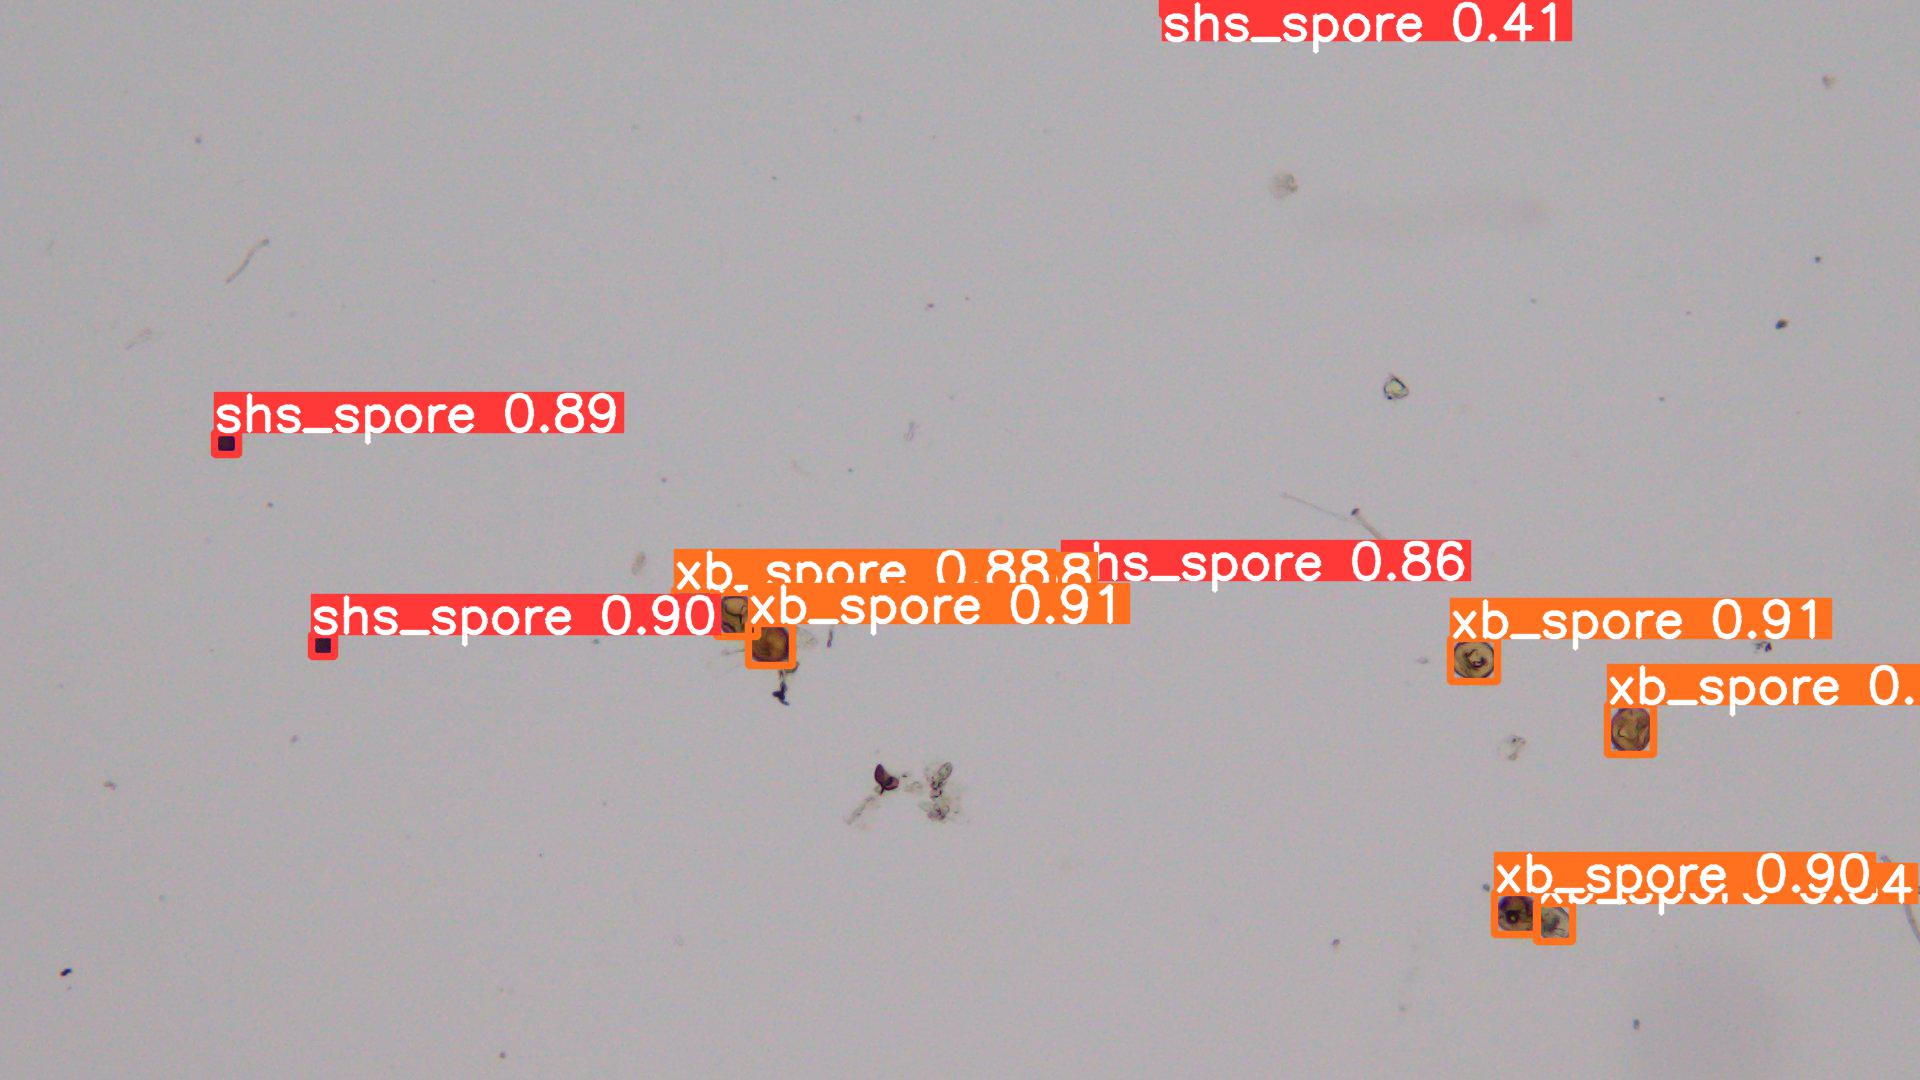 shs_spore 0.41
shs_spore 0.89
shs_spore 0.86
xb_spore 0.88
xb_spore 0.91
shs_spore 0.90
xb_spore 0.91
xb_spore 0.
xb_spore 0.90